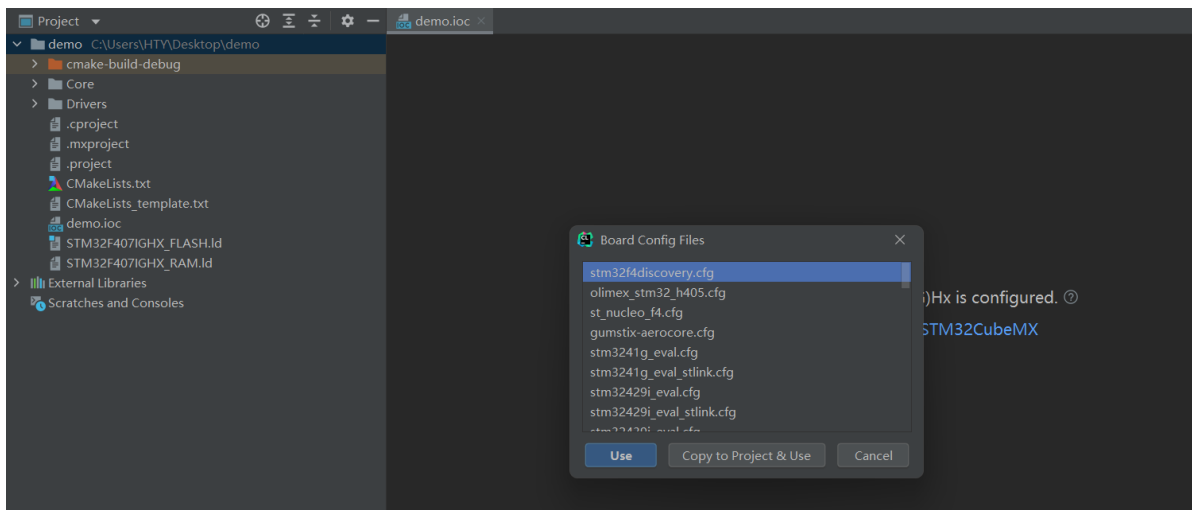 Project
demo.ioc
demo C:\Users\HTY\Desktop\demo
cmake-build-debug
Core
Drivers
.cproject
.mxproject
.project
CMakeLists.txt
CMakeLists_template.txt
demo.ioc
STM32F407IGHX_FLASH.ld
STM32F407IGHX_RAM.ld
External Libraries
Scratches and Consoles
Board Config Files
stm32f4discovery.cfg
olimex_stm32_h405.cfg
st_nucleo_f4.cfg
gumstix-aerocore.cfg
stm3241g_eval.cfg
stm3241g_eval_stlink.cfg
stm32429i_eval.cfg
stm32429i_eval_stlink.cfg
stm32439i_eval.cfg
Use Copy to Project & Use Cancel
)Hx is configured.
STM32CubeMX